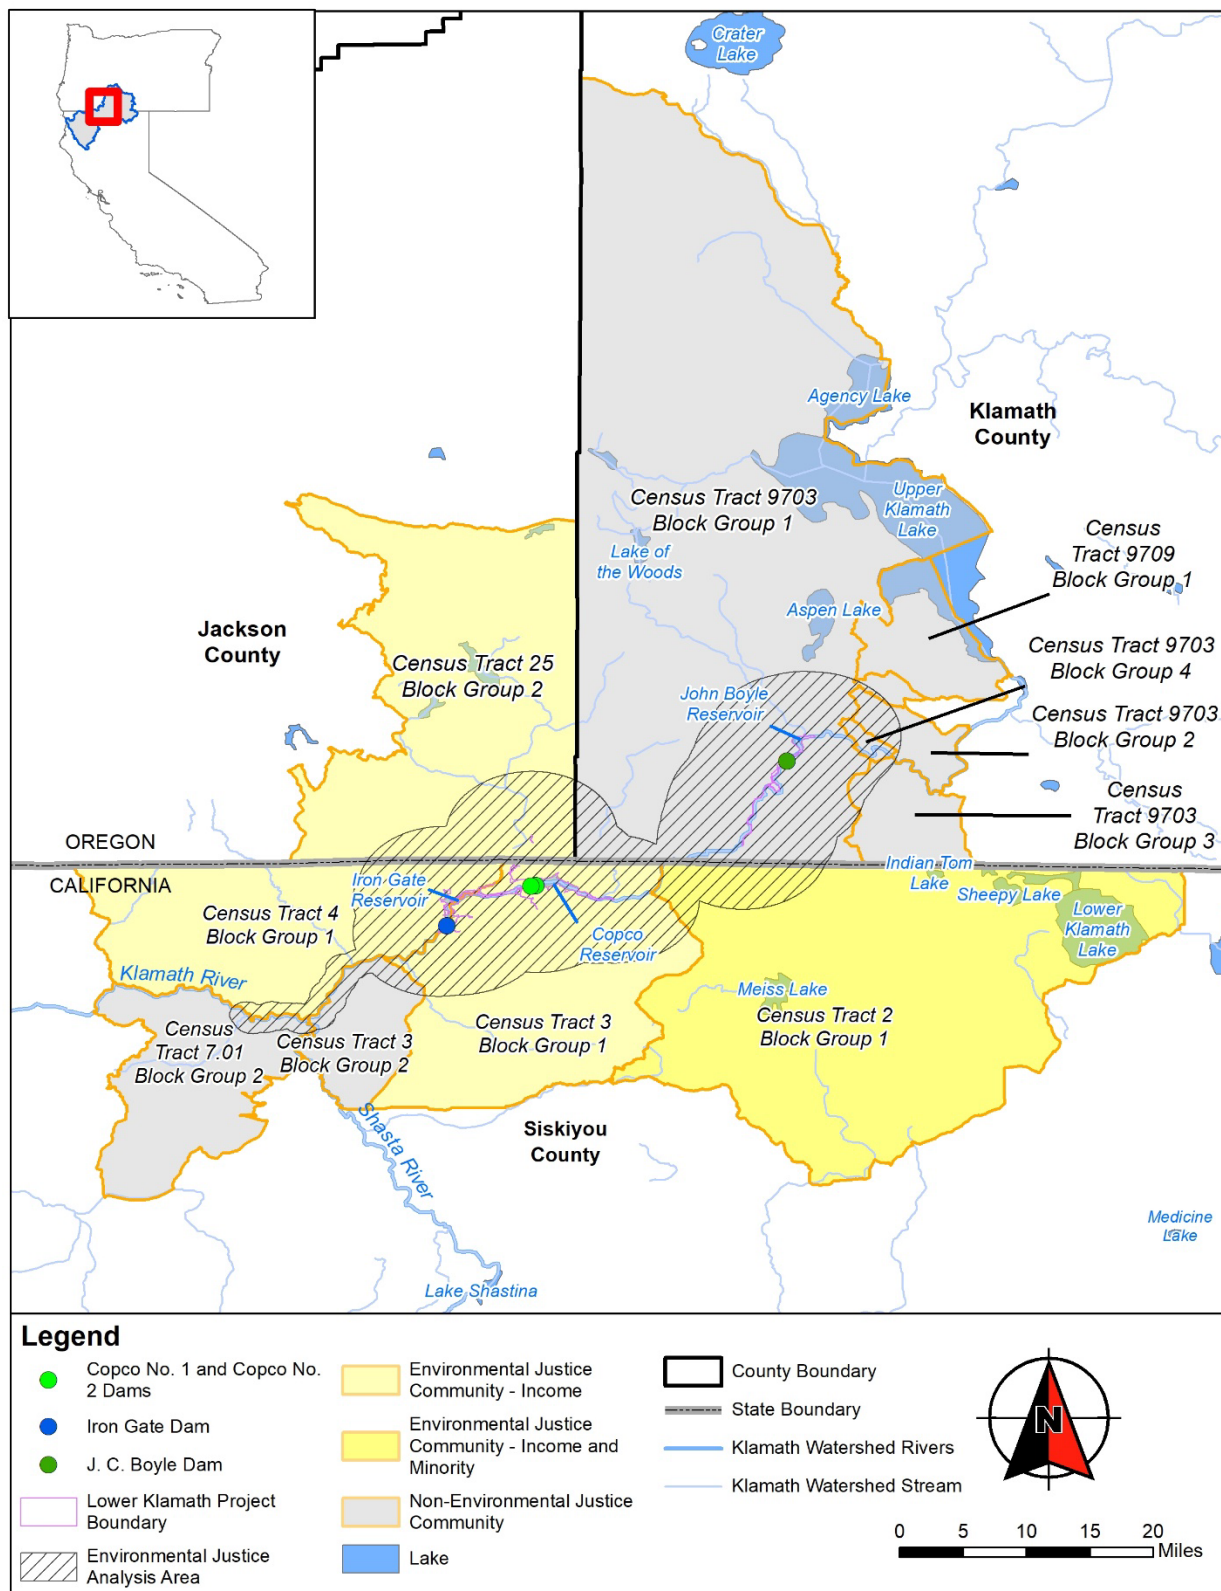 Crater
Lake
Agency Lake
Klamath
County
Census Tract 9703
Block Group 1
Upper
Klamath
Lake
Census
Tract 9709
Block Group 1
Lake of
the Woods
Aspen Lake
Jackson
County
Census Tract 25
Block Group 2
Census Tract 9703
Block Group 4
John Boyle
Reservoir
Census Tract 9703
Block Group 2
Census
Tract 9703
Block Group 3
OREGON
CALIFORNIA
Iron Gate
Reservoir
Indian Tom
Lake
Sheepy Lake
Census Tract 4
Block Group 1
Copco
Reservoir
Lower
Klamath
Lake
Klamath River
Meiss Lake
Census Tract 2
Block Group 1
Census
Tract 7.01
Block Group 2
Census Tract 3
Block Group 2
Census Tract 3
Block Group 1
Shasta River
Siskiyou
County
Medicine
Lake
Lake Shastina
Legend
Copco No. 1 and Copco No.
2 Dams
Iron Gate Dam
J. C. Boyle Dam
Lower Klamath Project
Boundary
Environmental Justice
Analysis Area
Environmental Justice
Community - Income
Environmental Justice
Community - Income and
Minority
Non-Environmental Justice
Community
Lake
County Boundary
State Boundary
Klamath Watershed Rivers
Klamath Watershed Stream
N
0 5 10 15 20
Miles